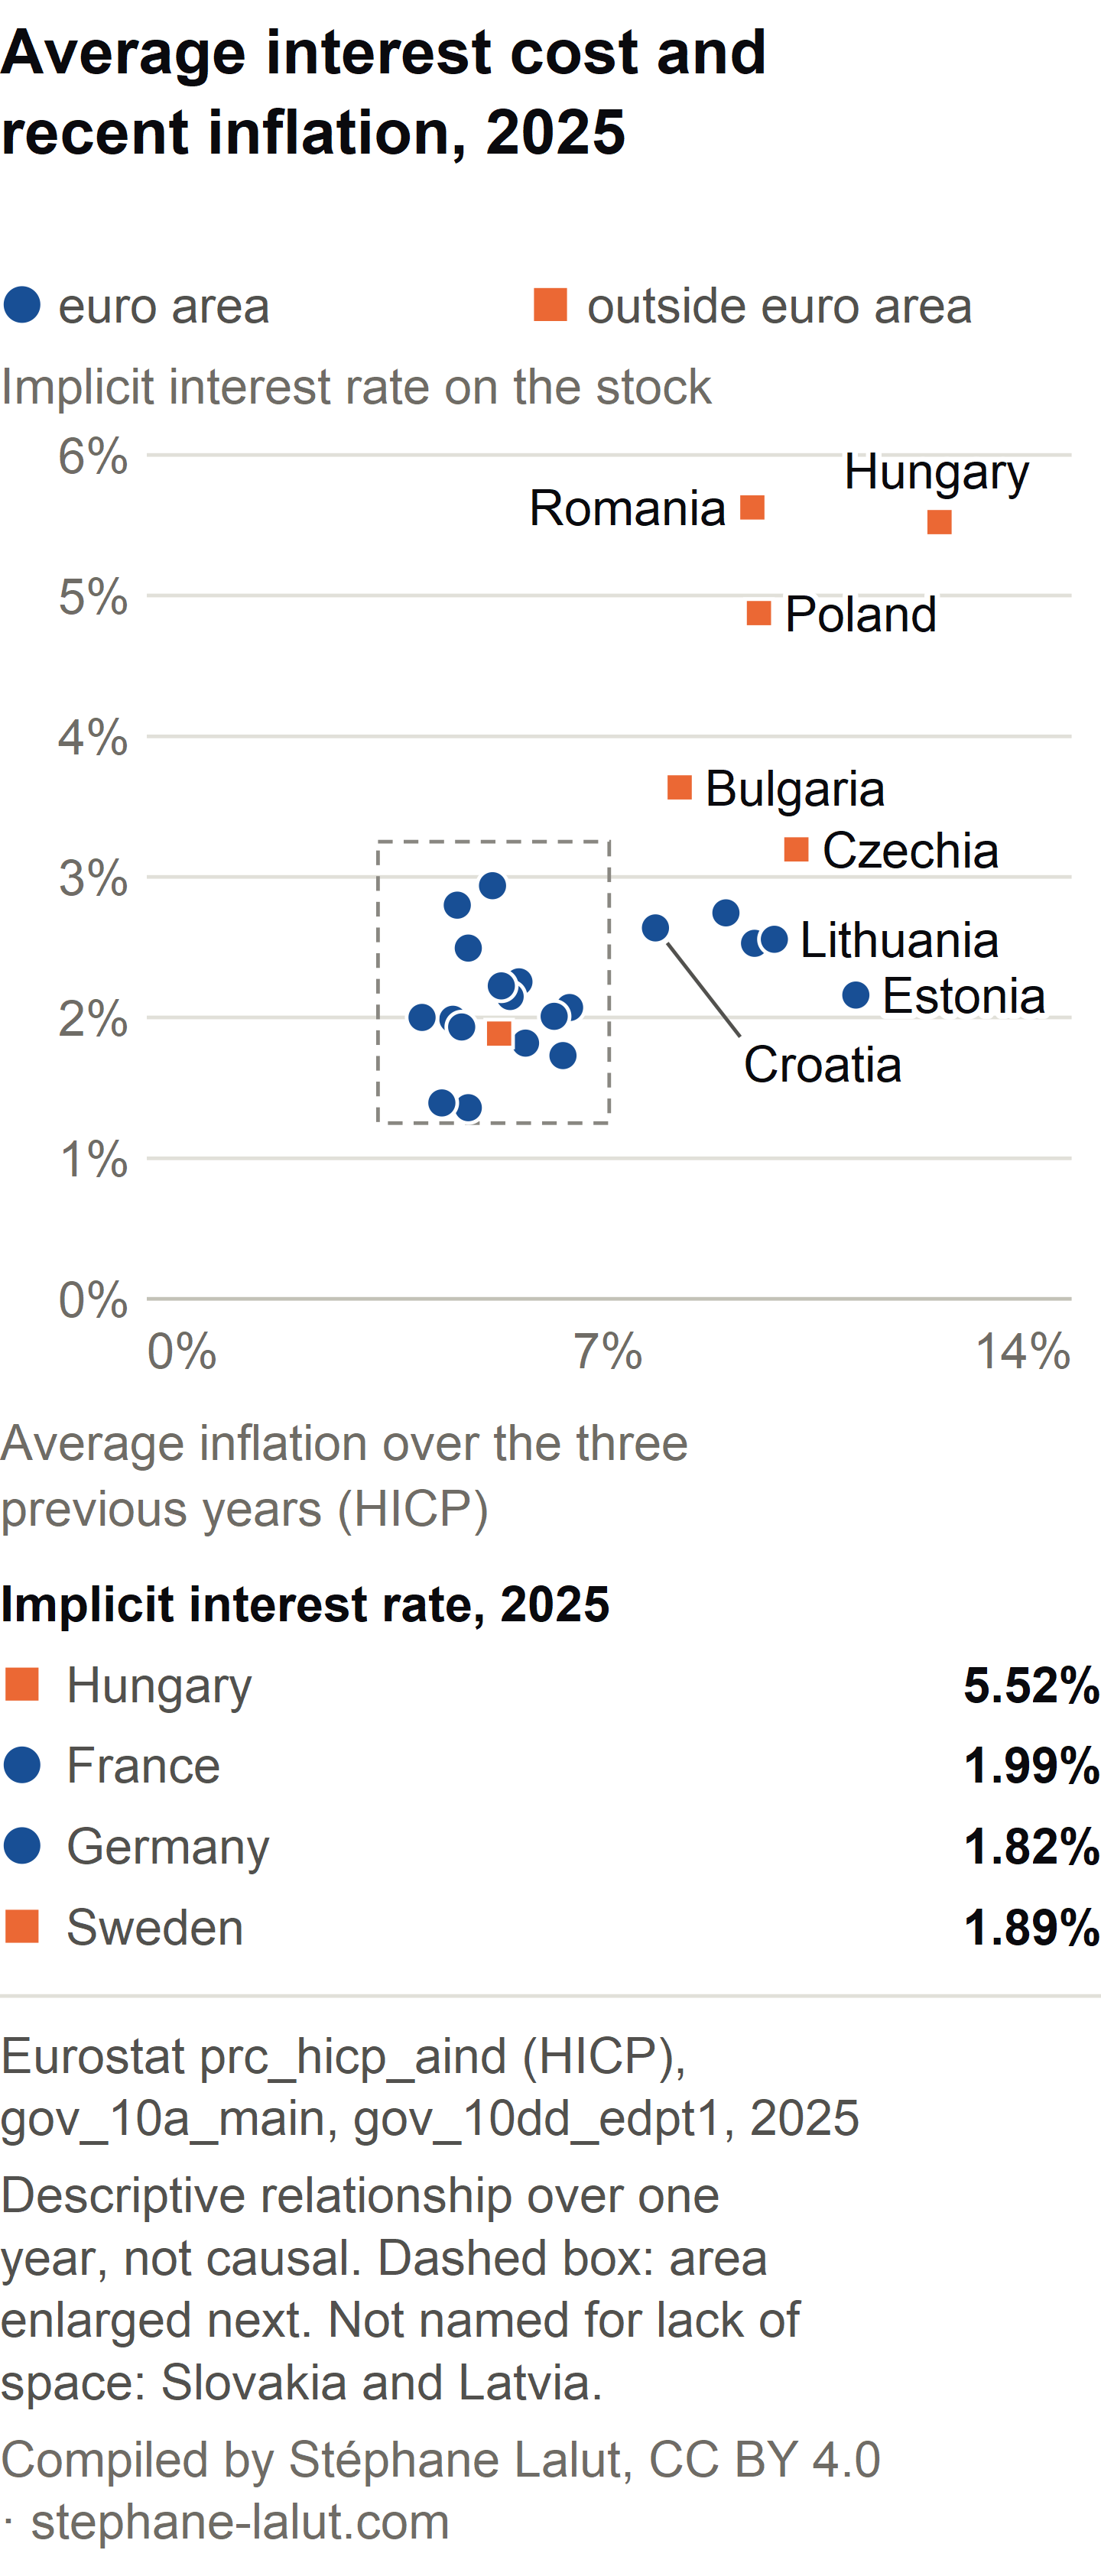 Average interest cost and
recent inflation, 2025
euro area
outside euro area
Implicit interest rate on the stock
6%
Hungary
Romania
5%
Poland
4%
Bulgaria
Czechia
3%
Lithuania
Estonia
2%
Croatia
1%
0%
0% 7% 14%
Average inflation over the three
previous years (HICP)
Implicit interest rate, 2025
Hungary 5.52%
France 1.99%
Germany 1.82%
Sweden 1.89%
Eurostat prc_hicp_aind (HICP),
gov_10a_main, gov_10dd_edpt1, 2025
Descriptive relationship over one
year, not causal. Dashed box: area
enlarged next. Not named for lack of
space: Slovakia and Latvia.
Compiled by Stéphane Lalut, CC BY 4.0
· stephane-lalut.com